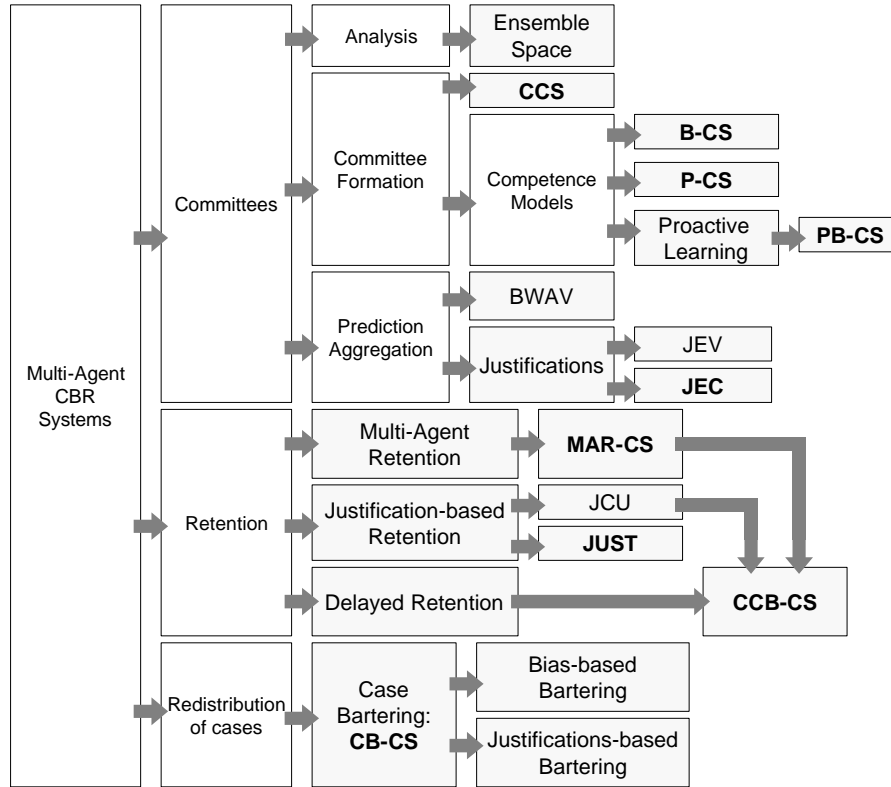 Multi-Agent
CBR
Systems
Committees
Analysis
Ensemble
Space
Committee
Formation
CCS
Competence
Models
B-CS
P-CS
Proactive
Learning
PB-CS
Prediction
Aggregation
BWAV
Justifications
JEV
JEC
Retention
Multi-Agent
Retention
MAR-CS
Justification-based
Retention
JCU
JUST
Delayed Retention
CCB-CS
Redistribution
of cases
Case
Bartering:
CB-CS
Bias-based
Bartering
Justifications-based
Bartering